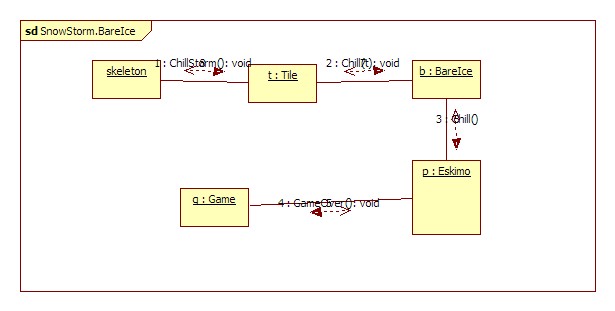 sd SnowStorm.BareIce
1 : ChillStorm() : void
2 : Chill(t) : void
skeleton
t : Tile
b : BareIce
3 : Chill()
p : Eskimo
g : Game
4 : GameOver() : void